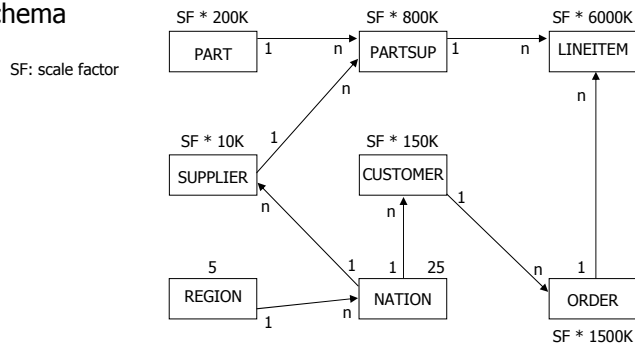 chema
SF: scale factor
SF * 200K
SF * 800K
SF * 6000K
PART
1
n
PARTSUP
1
n
LINEITEM
n
n
1
SF * 10K
SF * 150K
SUPPLIER
CUSTOMER
1
n
n
5
1
1
25
n
1
REGION
NATION
ORDER
1
n
SF * 1500K